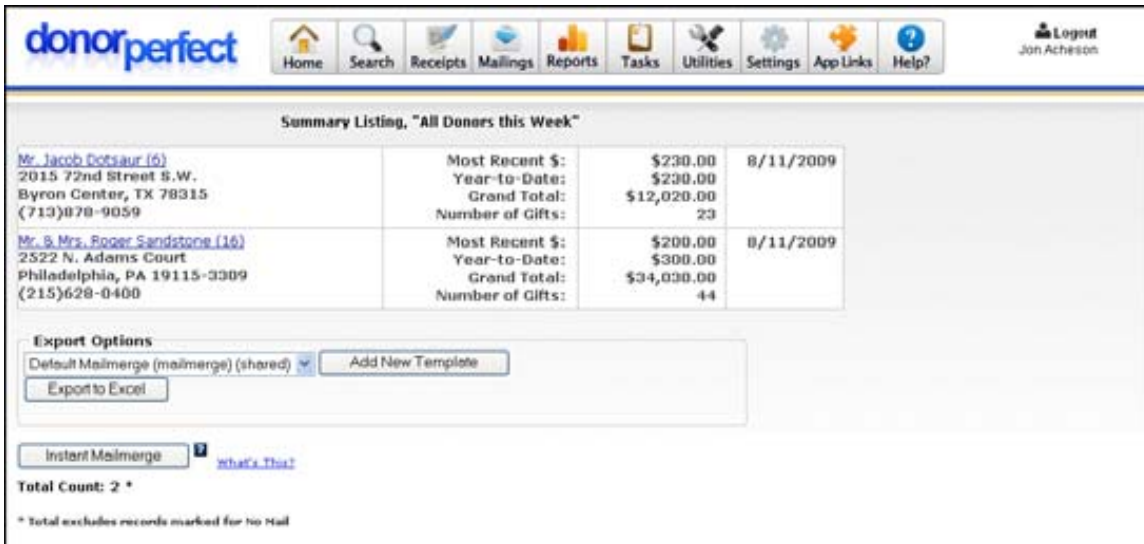 donorperfect
Home Search Receipts Mailings Reports Tasks Utilities Settings App Links Help?
Logout
Jon Acheson
Summary Listing, "All Donors this Week"
Mr. Jacob Dotsaur (6)
2015 72nd Street S.W.
Byron Center, TX 78315
(713)878-9059
Most Recent $: $230.00 8/11/2009
Year-to-Date: $230.00
Grand Total: $12,020.00
Number of Gifts: 23
Mr. & Mrs. Roger Sandstone (16)
2522 N. Adams Court
Philadelphia, PA 19115-3309
(215)628-0400
Most Recent $: $200.00 8/11/2009
Year-to-Date: $300.00
Grand Total: $34,030.00
Number of Gifts: 44
Export Options
Default Mailmerge (mailmerge) (shared) Add New Template
Export to Excel
Instant Mailmerge ? What's This?
Total Count: 2 *
* Total excludes records marked for No Mail